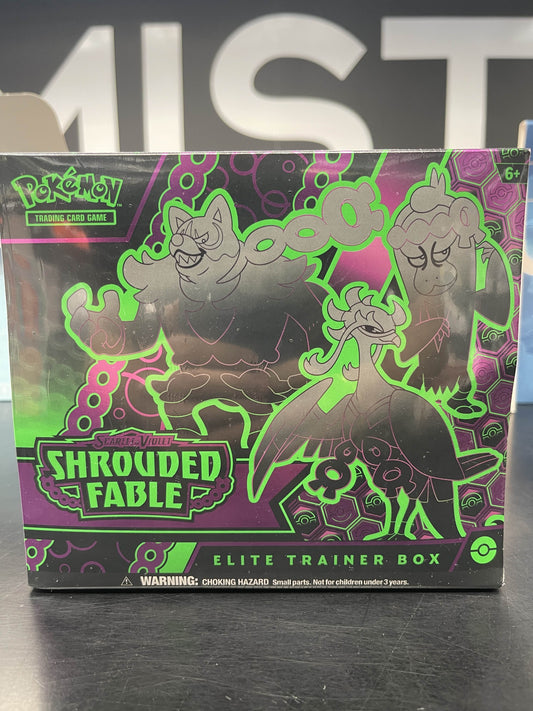 MIST
6+
POKéMON
TRADING CARD GAME
SCARLET & VIOLET
SHROUDED
FABLE
ELITE TRAINER BOX
WARNING: CHOKING HAZARD Small parts. Not for children under 3 years.